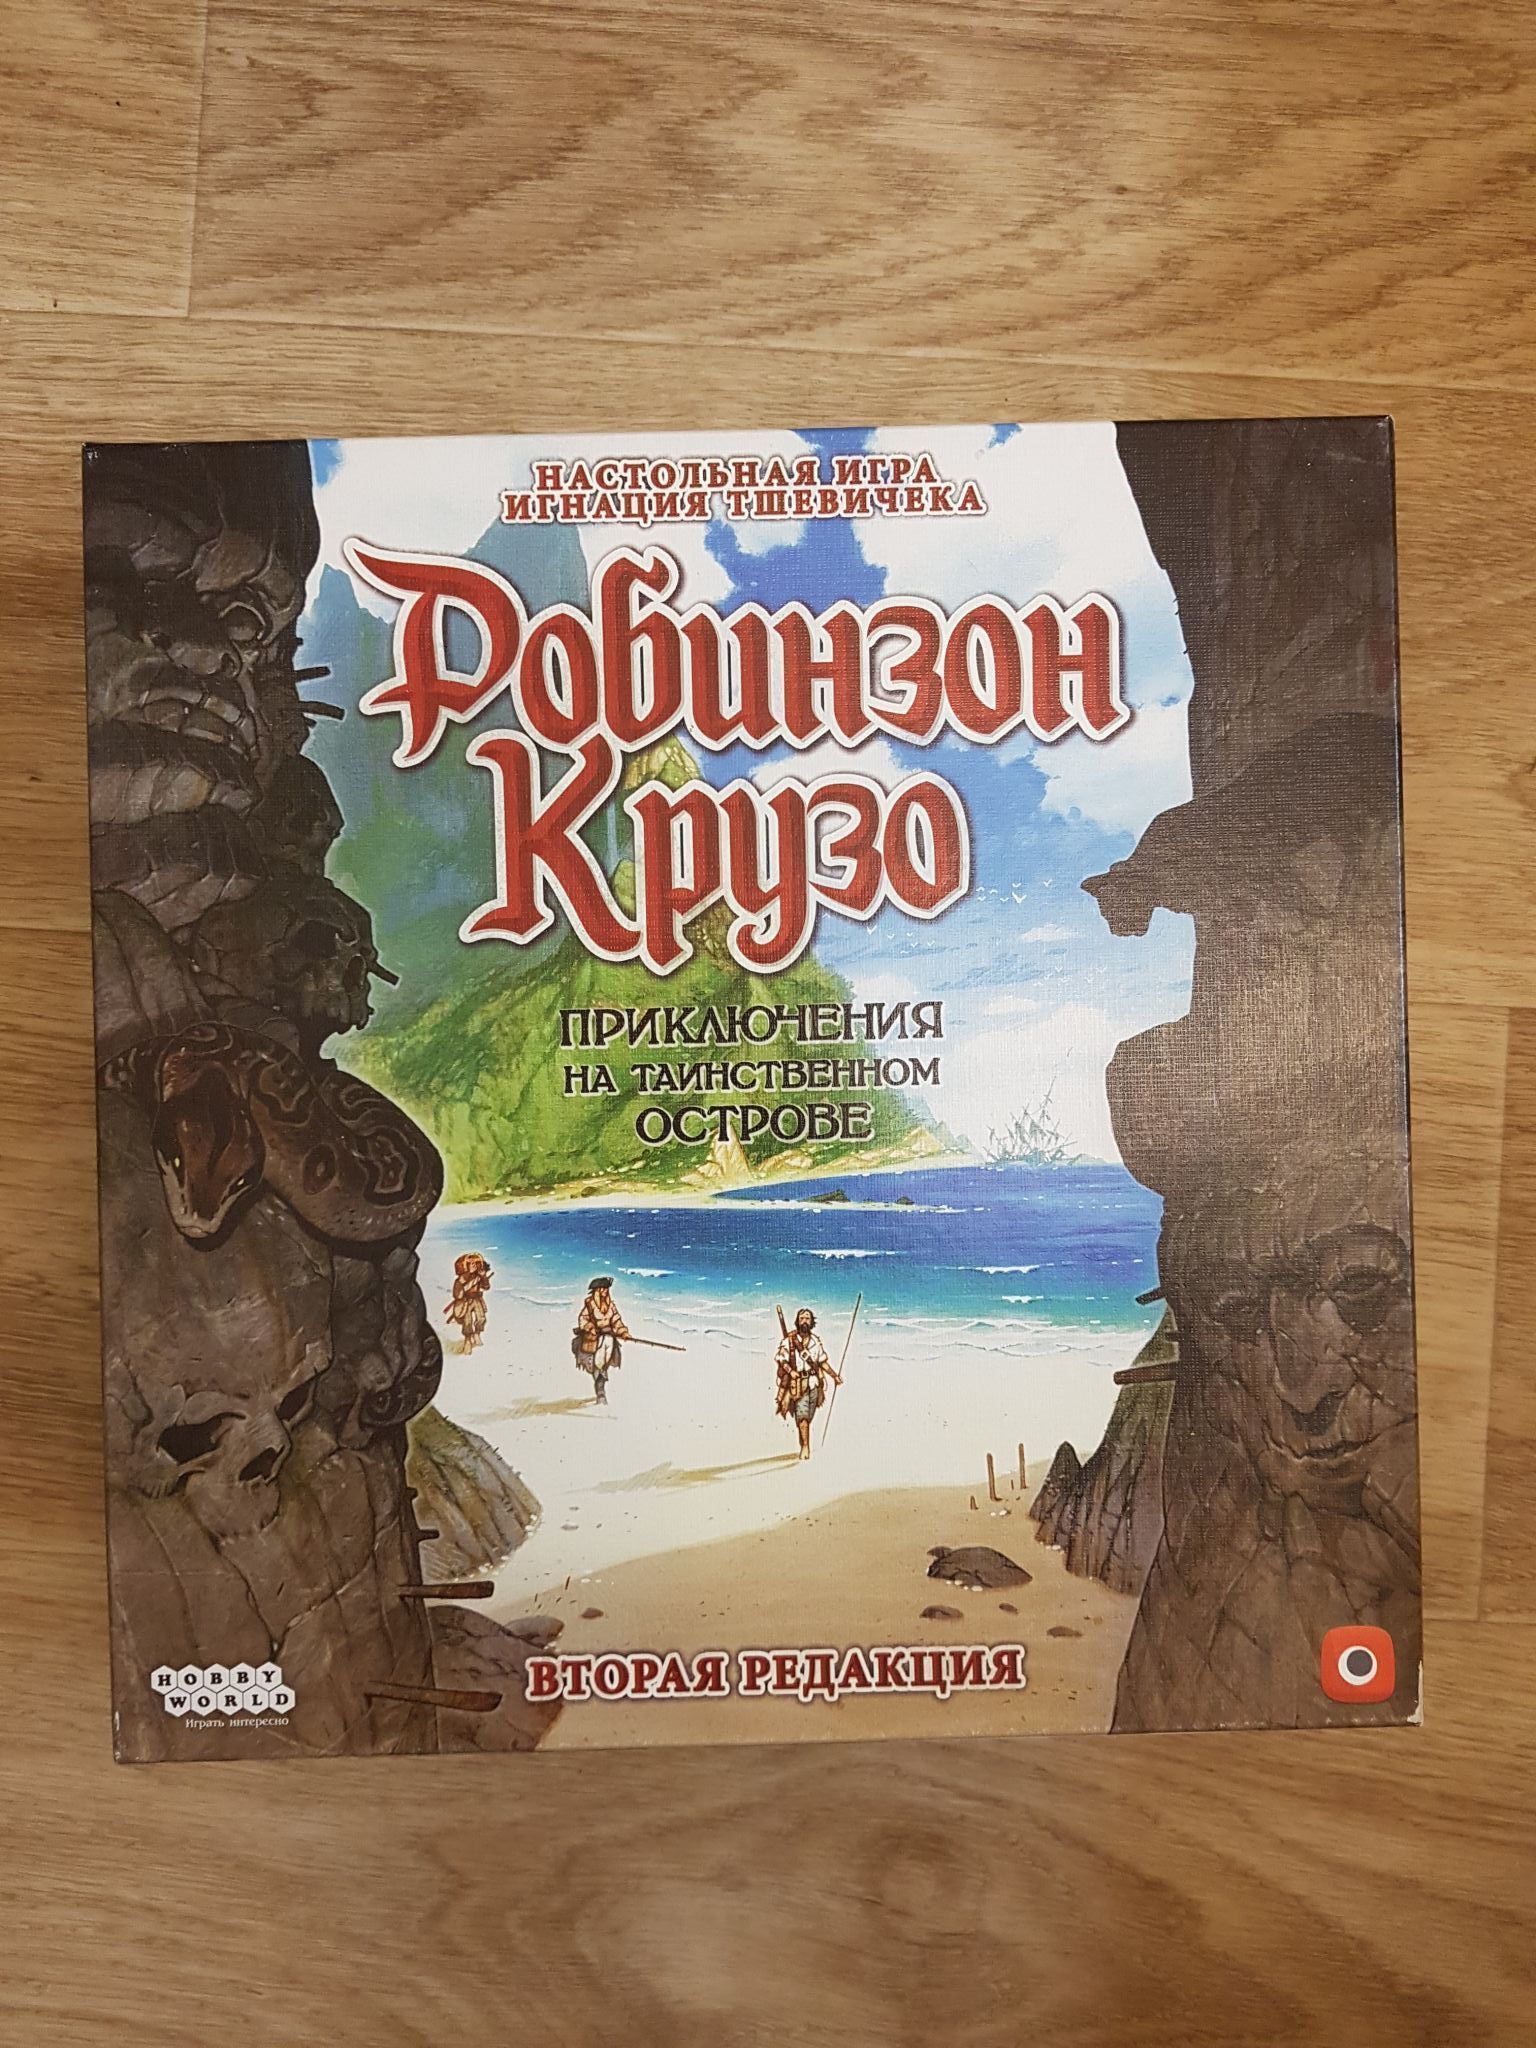 НАСТОЛЬНАЯ ИГРА
ИГНАЦИЯ ТШЕВИЧЕКА
Робинзон
Крузо
ПРИКЛЮЧЕНИЯ
НА ТАИНСТВЕННОМ
ОСТРОВЕ
ВТОРАЯ РЕДАКЦИЯ
HOBBY
WORLD
Играть интересно